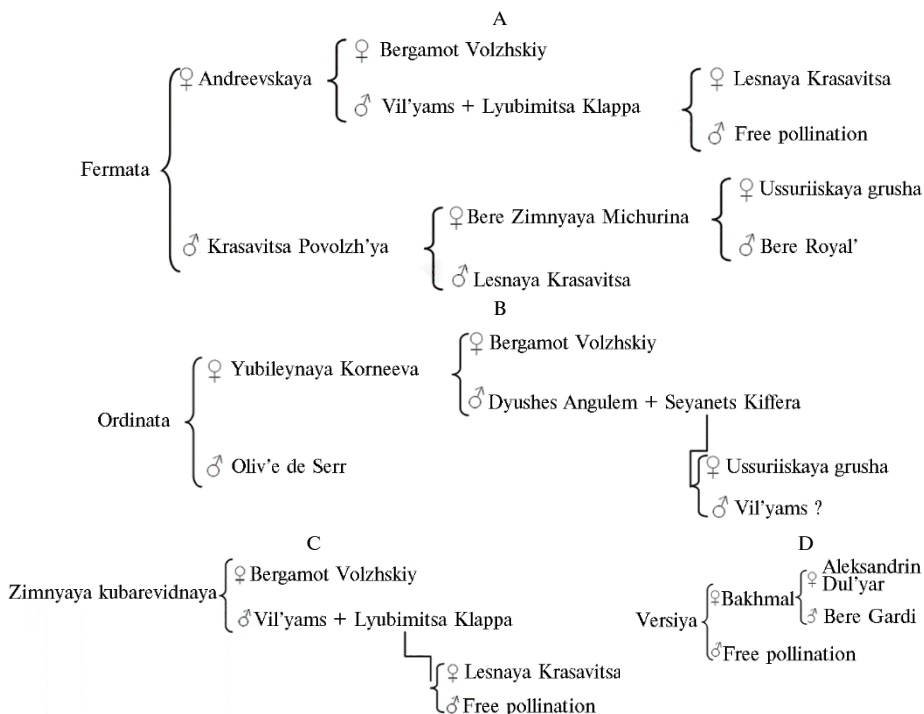 A
♀ Bergamot Volzhskiy
♀ Andreevskaya
♀ Lesnaya Krasavitsa
♂ Vil'yams + Lyubimitsa Klappa
♂ Free pollination
Fermata
♀ Ussuriiskaya grusha
♀ Bere Zimnyaya Michurina
♂ Krasavitsa Povolzh'ya
♂ Bere Royal'
♂ Lesnaya Krasavitsa
B
♀ Bergamot Volzhskiy
♀ Yubileynaya Korneeva
♂ Dyushes Angulem + Seyanets Kiffera
Ordinata
♂ Oliv'e de Serr
♀ Ussuriiskaya grusha
♂ Vil'yams ?
C
♀ Bergamot Volzhskiy
Zimnyaya kubarevidnaya
♂ Vil'yams + Lyubimitsa Klappa
♀ Lesnaya Krasavitsa
♂ Free pollination
D
♀ Aleksandrin
Dul'yar
♀ Bakhmal
♂ Bere Gardi
Versiya
♂ Free pollination